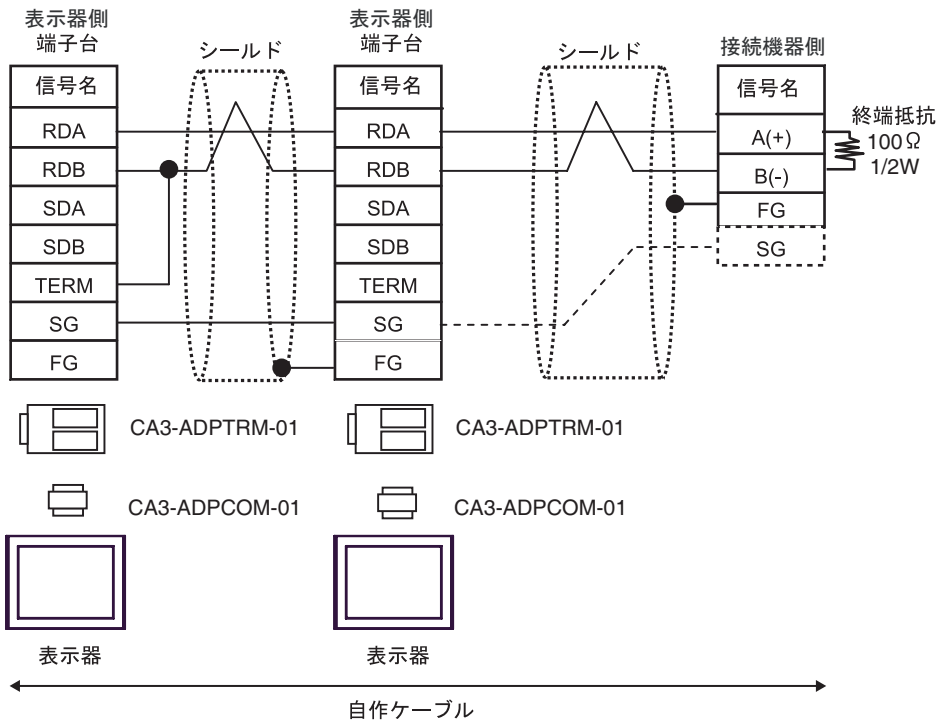 表示器側
端子台
信号名
RDA
RDB
SDA
SDB
TERM
SG
FG
シールド
表示器側
端子台
信号名
RDA
RDB
SDA
SDB
TERM
SG
FG
シールド
接続機器側
信号名
A(+)
B(-)
FG
SG
終端抵抗
100Ω
1/2W
CA3-ADPTRM-01
CA3-ADPTRM-01
CA3-ADPCOM-01
CA3-ADPCOM-01
表示器
表示器
自作ケーブル